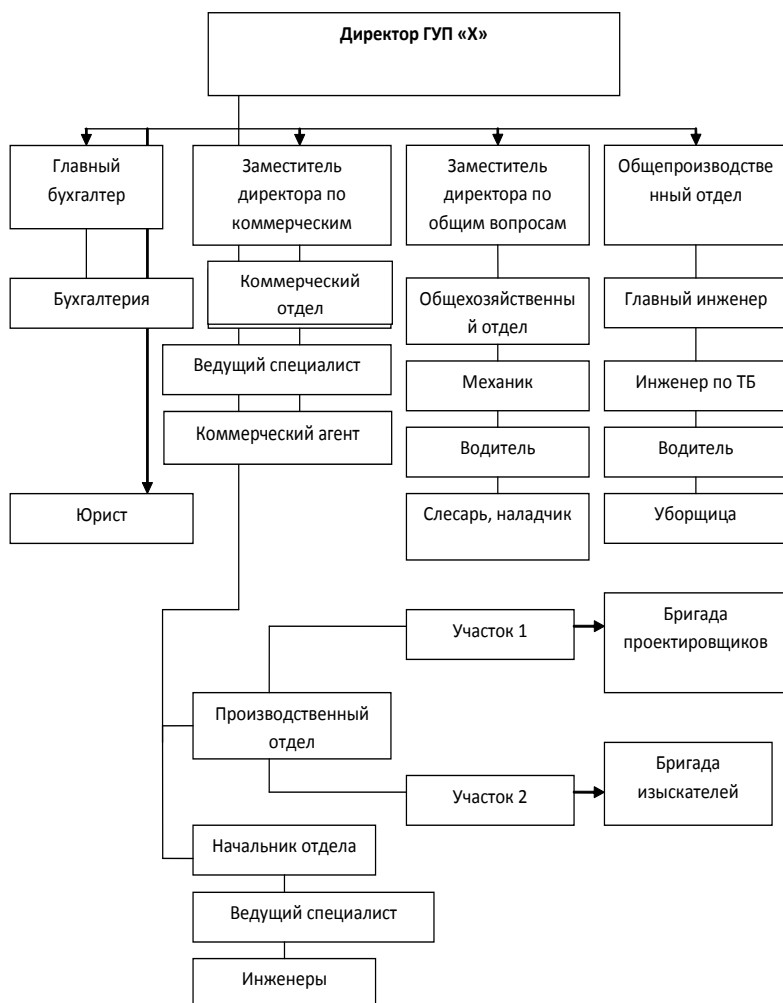 Директор ГУП «Х»
Главный
бухгалтер
Заместитель
директора по
коммерческим
Заместитель
директора по
общим вопросам
Общепроизводстве
нный отдел
Бухгалтерия
Коммерческий
отдел
Общехозяйственны
й отдел
Главный инженер
Ведущий специалист
Механик
Инженер по ТБ
Коммерческий агент
Водитель
Водитель
Юрист
Слесарь, наладчик
Уборщица
Участок 1
Бригада
проектировщиков
Производственный
отдел
Участок 2
Бригада
изыскателей
Начальник отдела
Ведущий специалист
Инженеры